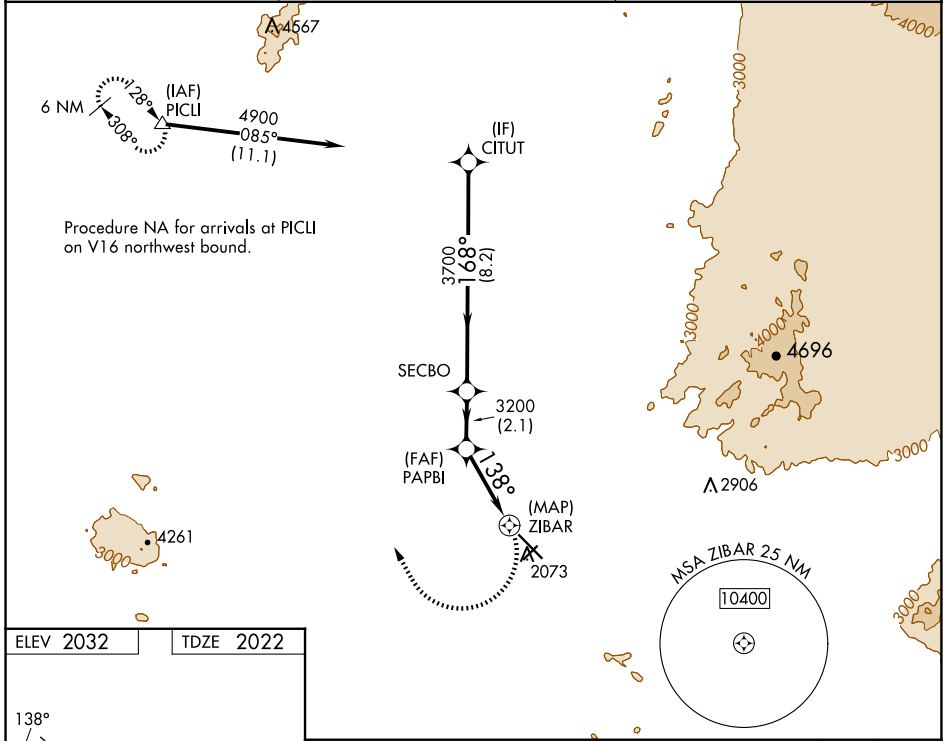 4567
4000
3000
(IAF)
PICLI
128°
308°
6 NM
4900
085°
(11.1)
(IF)
CITUT
Procedure NA for arrivals at PICLI
on V16 northwest bound.
3700
168°
(8.2)
3000
4000
4696
SECBO
3200
(2.1)
(FAF)
PAPBI
138°
3000
2906
(MAP)
ZIBAR
2073
4261
3000
MSA ZIBAR 25 NM
10400
3000
ELEV 2032
TDZE 2022
138°